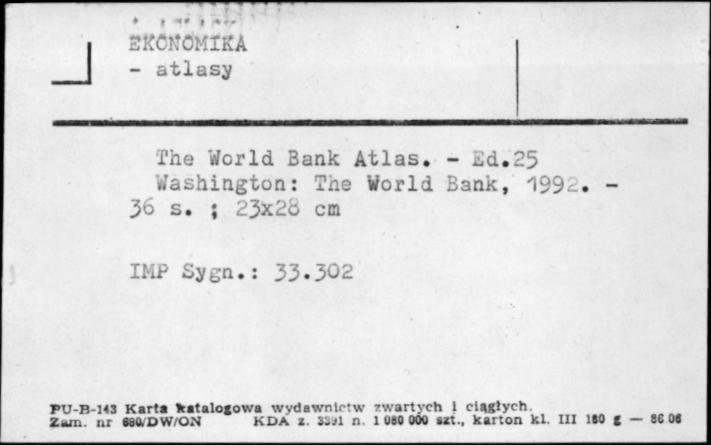 EKONOMIKA
- atlasy
The World Bank Atlas. - Ed.25
Washington: The World Bank, 1992. -
36 s. ; 23x28 cm
IMP Sygn.: 33.302
PU-B-143 Karta katalogowa wydawnictw zwartych i ciągłych.
Zam. nr 680/DW/ON KDA z. 3391 n. 1 080 000 szt., karton kl. III 180 g — 86.06